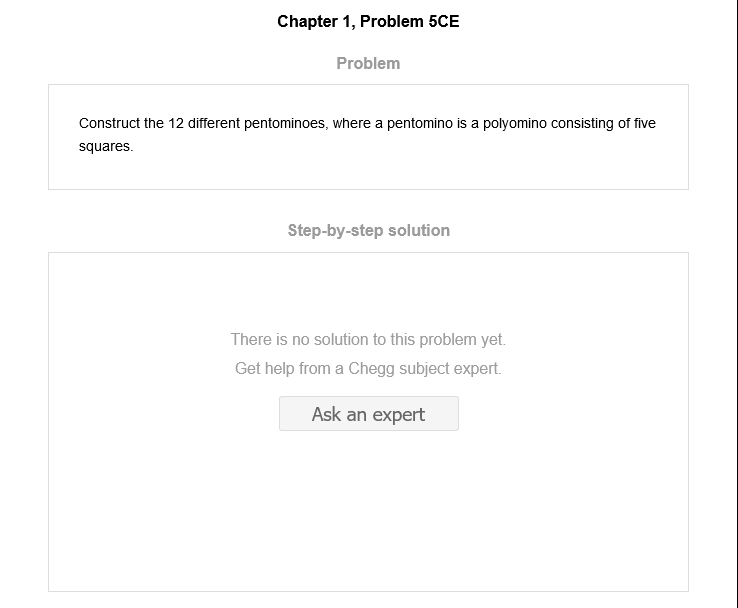 Chapter 1, Problem 5CE
Problem
Construct the 12 different pentominoes, where a pentomino is a polyomino consisting of five
squares.
Step-by-step solution
There is no solution to this problem yet.
Get help from a Chegg subject expert.
Ask an expert